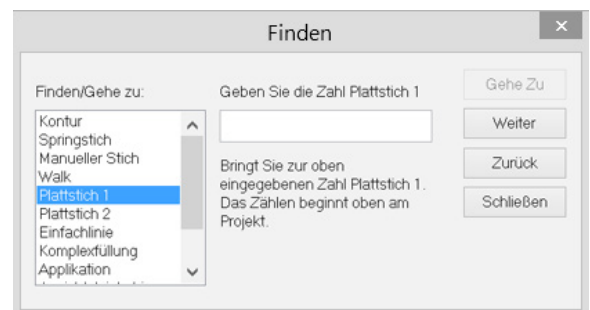 Finden
Finden/Gehe zu:
Kontur
Springstich
Manueller Stich
Walk
Plattstich 1
Plattstich 2
Einfachlinie
Komplexfüllung
Applikation
Geben Sie die Zahl Plattstich 1
Bringt Sie zur oben
eingegebenen Zahl Plattstich 1.
Das Zählen beginnt oben am
Projekt.
Gehe Zu
Weiter
Zurück
Schließen